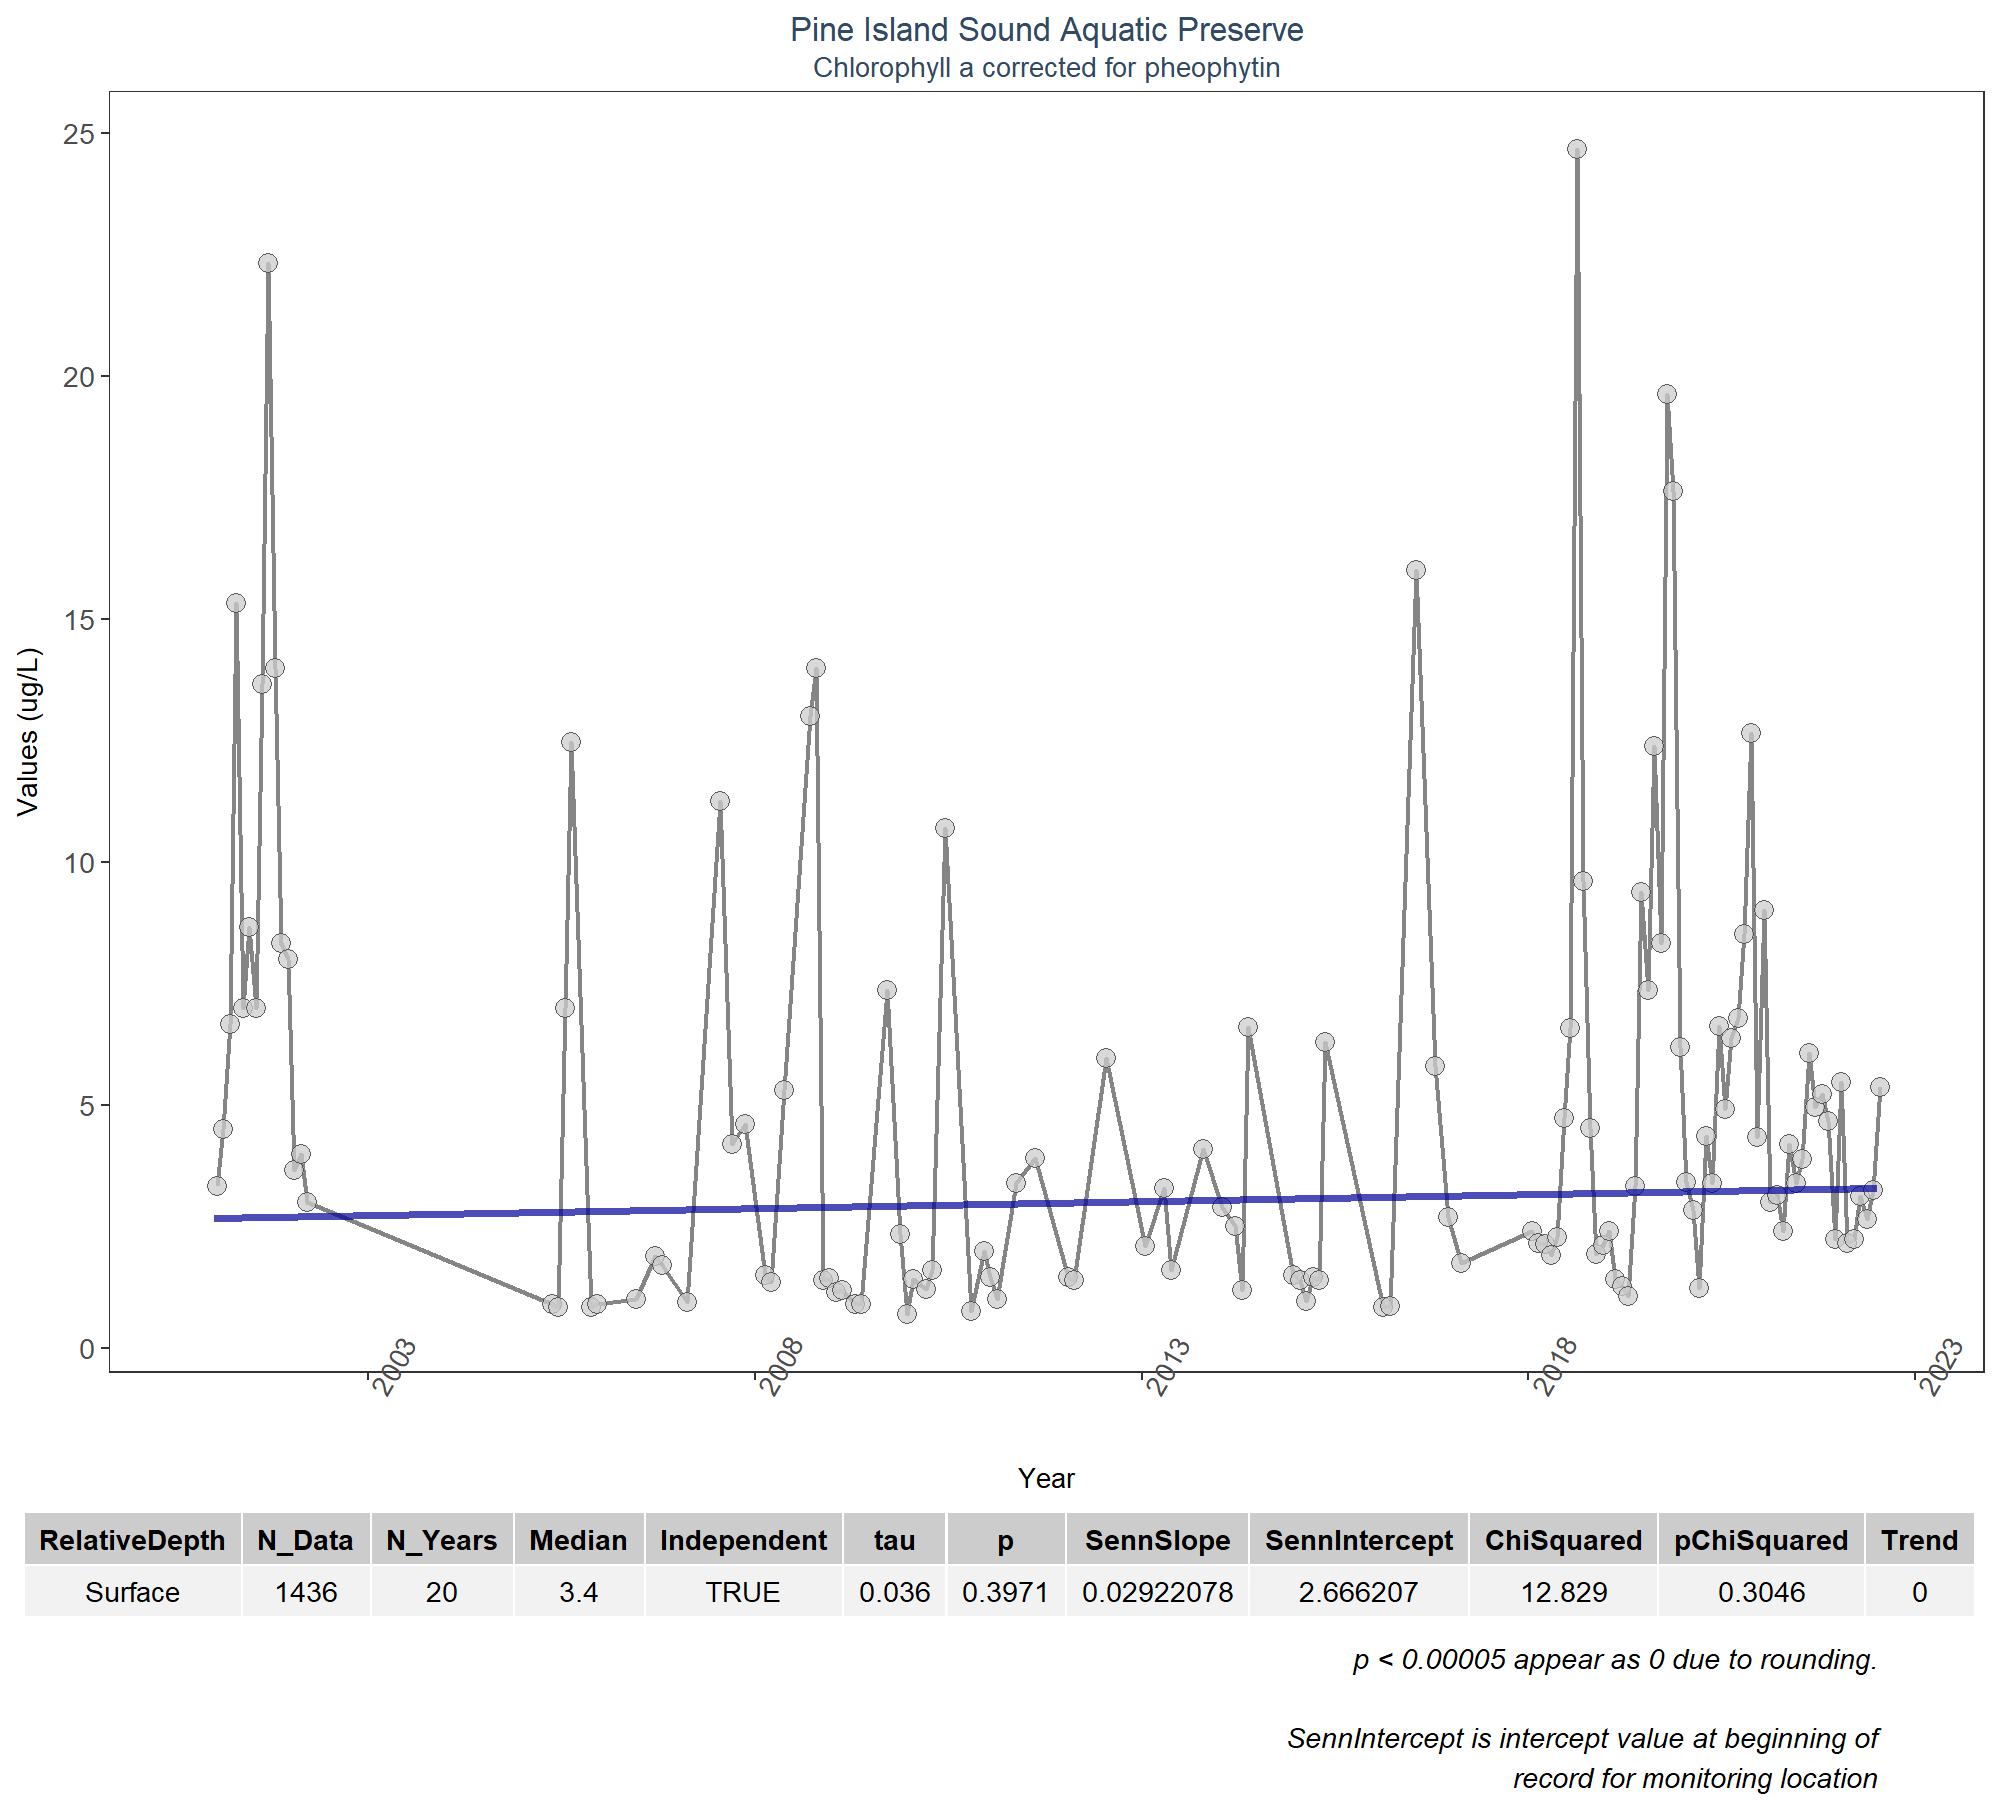 Pine Island Sound Aquatic Preserve
Chlorophyll a corrected for pheophytin
25
20
15
10
5
0
Values (ug/L)
2003 2008 2013 2018 2023
Year
RelativeDepth N_Data N_Years Median Independent tau p SennSlope SennIntercept ChiSquared pChiSquared Trend
Surface 1436 20 3.4 TRUE 0.036 0.3971 0.02922078 2.666207 12.829 0.3046 0
p < 0.00005 appear as 0 due to rounding.
SennIntercept is intercept value at beginning of
record for monitoring location